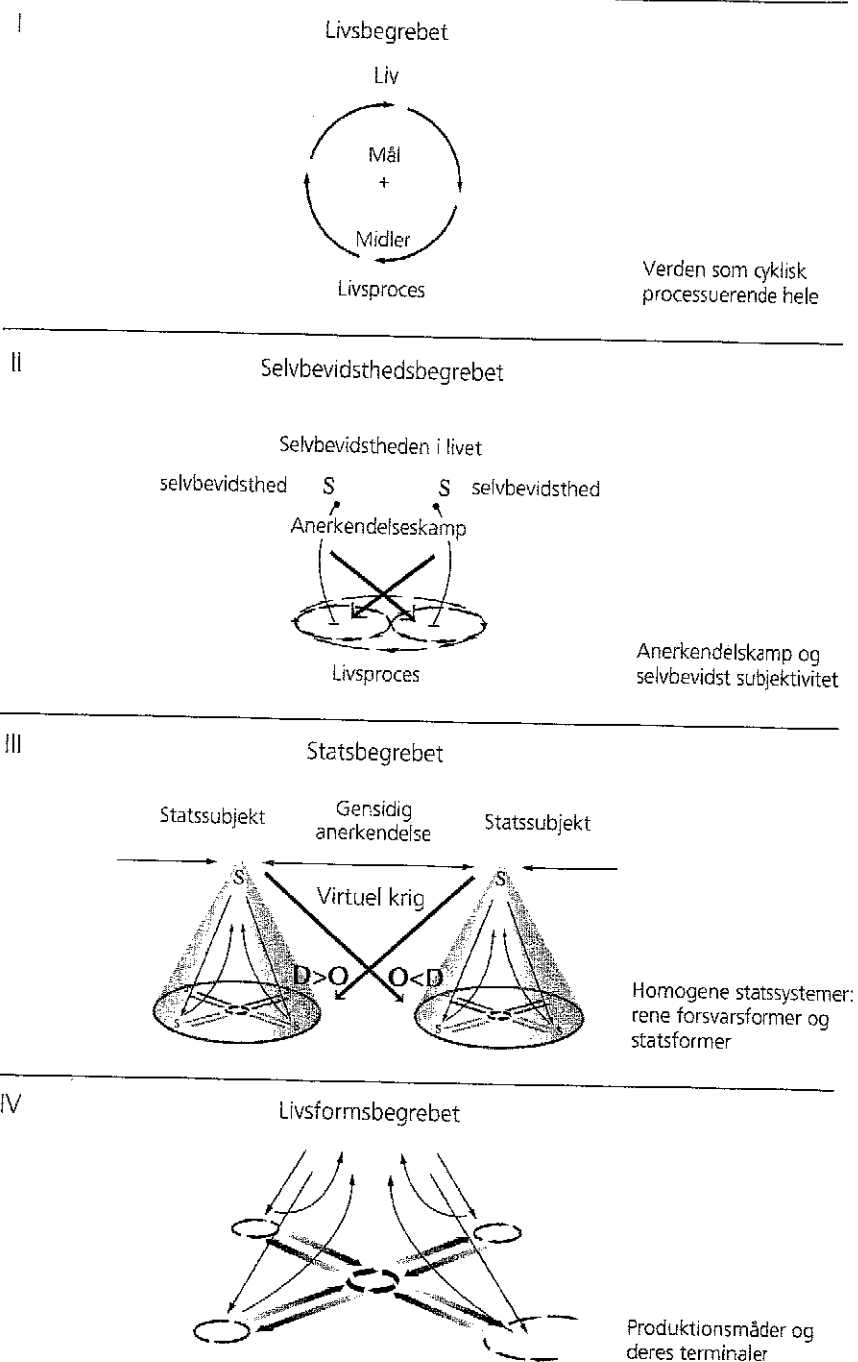 I
Livsbegrebet
Liv
Mål
+
Midler
Livsproces
Verden som cyklisk
processuerende hele
II
Selvbevidsthedsbegrebet
Selvbevidstheden i livet
selvbevidsthed S S selvbevidsthed
Anerkendelseskamp
Livsproces
Anerkendelskamp og
selvbevidst subjektivitet
III
Statsbegrebet
Statssubjekt Gensidig Statssubjekt
anerkendelse
S S
Virtuel krig
D>O O<D
s s s
Homogene statssystemer:
rene forsvarsformer og
statsformer
IV
Livsformsbegrebet
Produktionsmåder og
deres terminaler